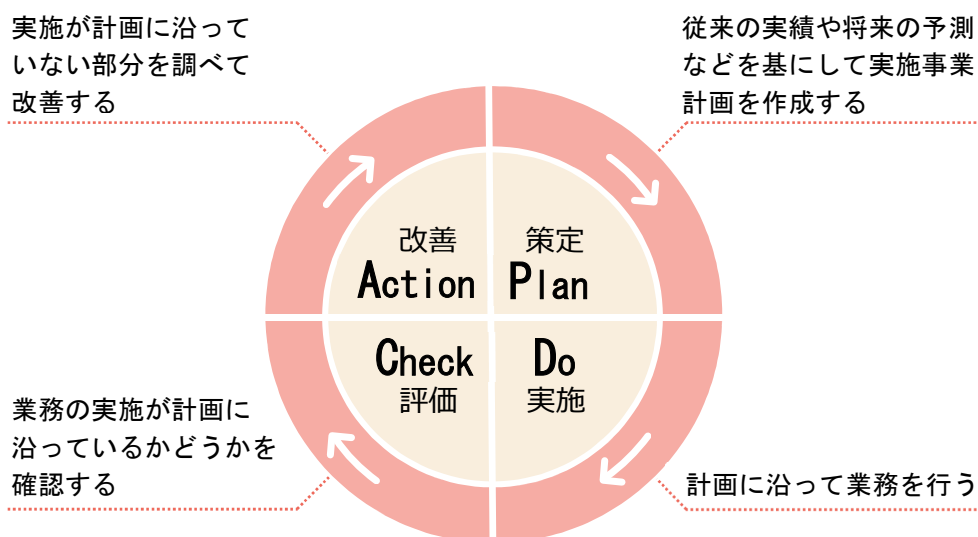 実施が計画に沿って
いない部分を調べて
改善する
従来の実績や将来の予測
などを基にして実施事業
計画を作成する
改善
Action
策定
Plan
Check
評価
Do
実施
業務の実施が計画に
沿っているかどうかを
確認する
計画に沿って業務を行う